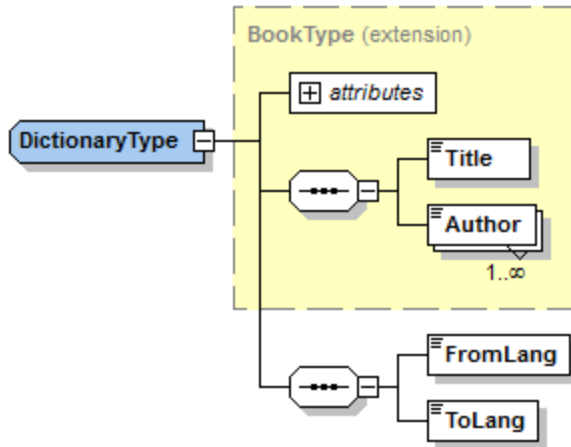 BookType (extension)
attributes
DictionaryType
Title
Author
1..∞
FromLang
ToLang